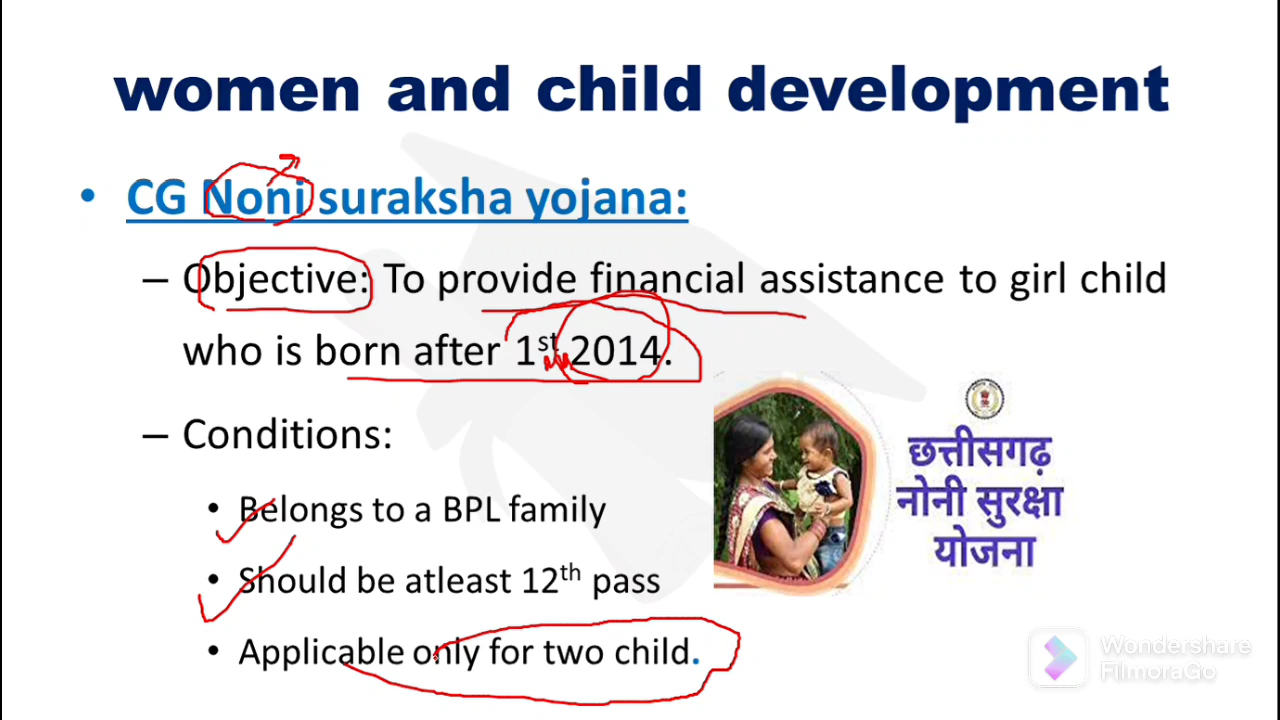 women and child development
• CG Noni suraksha yojana:
– Objective: To provide financial assistance to girl child
who is born after 1st 2014.
– Conditions:
• Belongs to a BPL family
• Should be atleast 12th pass
• Applicable only for two child.
छत्तीसगढ़
नोनी सुरक्षा
योजना
Wondershare
FilmoraGo